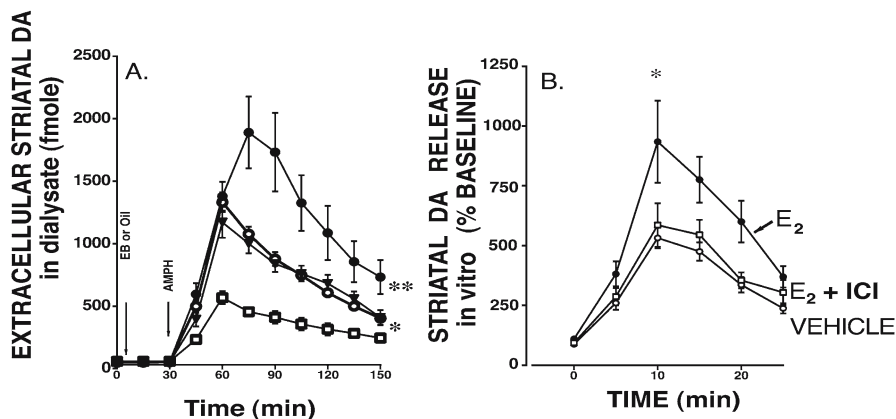 EXTRACELLULAR STRIATAL DA
in dialysate (fmole)
2500
2000
1500
1000
500
0
A.
EB or Oil
AMPH
**
*
0
30
60
90
120
150
Time (min)
STRIATAL DA RELEASE
in vitro (% BASELINE)
1250
1000
750
500
250
0
B.
*
E2
E2 + ICI
VEHICLE
0
10
20
TIME (min)